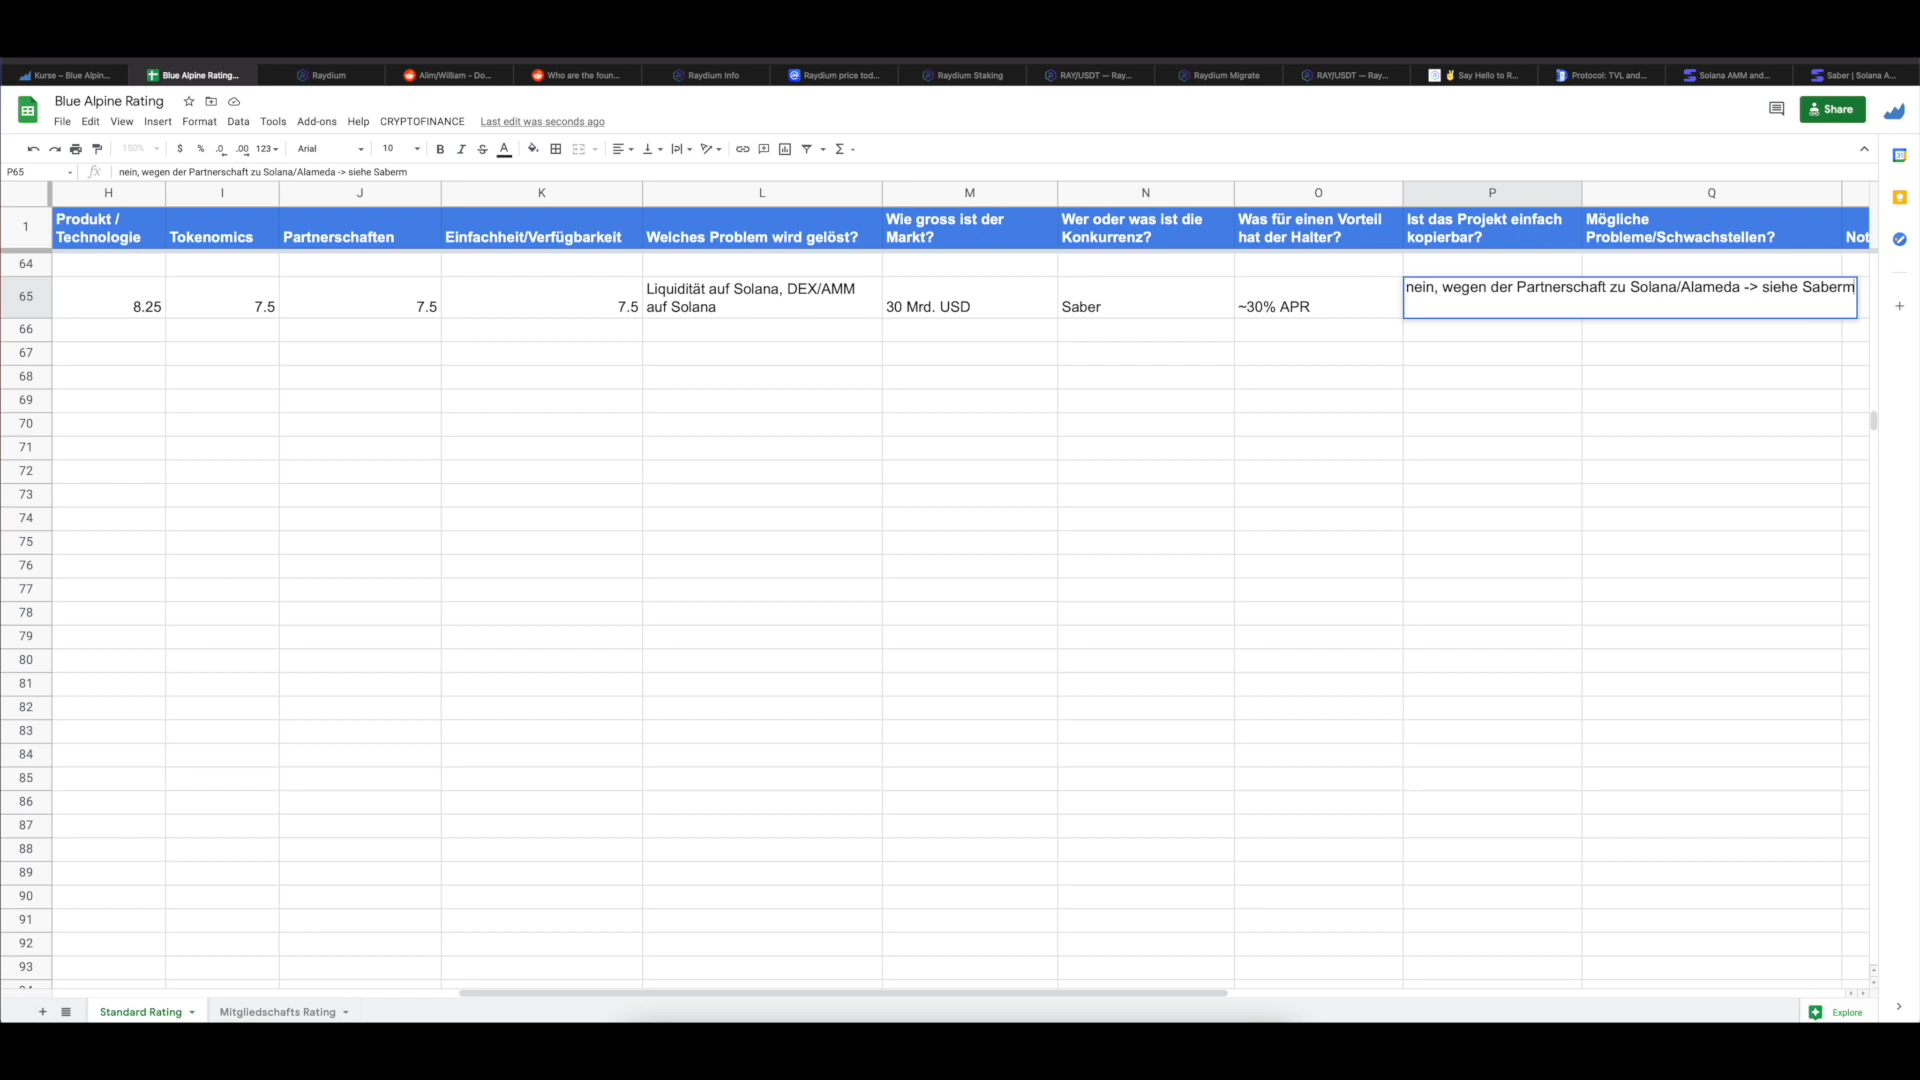 Kurse – Blue Alpin...
Blue Alpine Rating...
Raydium
Alim/William - Do...
Who are the foun...
Raydium Info
Raydium price tod...
Raydium Staking
RAY/USDT — Ray...
Raydium Migrate
RAY/USDT — Ray...
✌ Say Hello to R...
Protocol: TVL and...
Solana AMM and...
Saber | Solana A...
Blue Alpine Rating
Share
File Edit View Insert Format Data Tools Add-ons Help CRYPTOFINANCE Last edit was seconds ago
150% $ % .0 .00 123 Arial 10 B I S A Σ
31
P65 fx nein, wegen der Partnerschaft zu Solana/Alameda -> siehe Saberm
H I J K L M N O P Q
1
Produkt /
Technologie
Tokenomics
Partnerschaften
Einfachheit/Verfügbarkeit
Welches Problem wird gelöst?
Wie gross ist der
Markt?
Wer oder was ist die
Konkurrenz?
Was für einen Vorteil
hat der Halter?
Ist das Projekt einfach
kopierbar?
Mögliche
Probleme/Schwachstellen?
Not
64
65
8.25
7.5
7.5
7.5
Liquidität auf Solana, DEX/AMM
auf Solana
30 Mrd. USD
Saber
~30% APR
nein, wegen der Partnerschaft zu Solana/Alameda -> siehe Saberm
66
67
68
69
70
71
72
73
74
75
76
77
78
79
80
81
82
83
84
85
86
87
88
89
90
91
92
93
94
Standard Rating
Mitgliedschafts Rating
Explore